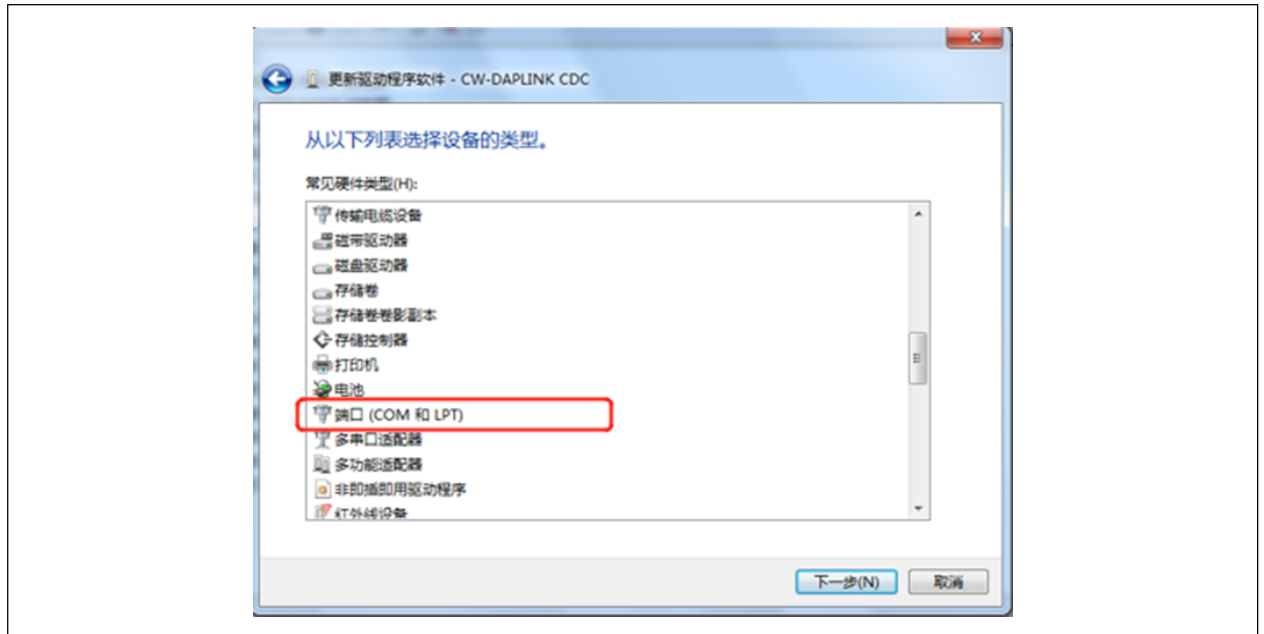 更新驱动程序软件 - CW-DAPLINK CDC
从以下列表选择设备的类型。
常见硬件类型(H):
传输电缆设备
磁带驱动器
磁盘驱动器
存储卷
存储卷卷影副本
存储控制器
打印机
电池
端口 (COM 和 LPT)
多串口适配器
多功能适配器
非即插即用驱动程序
红外线设备
下一步(N)
取消